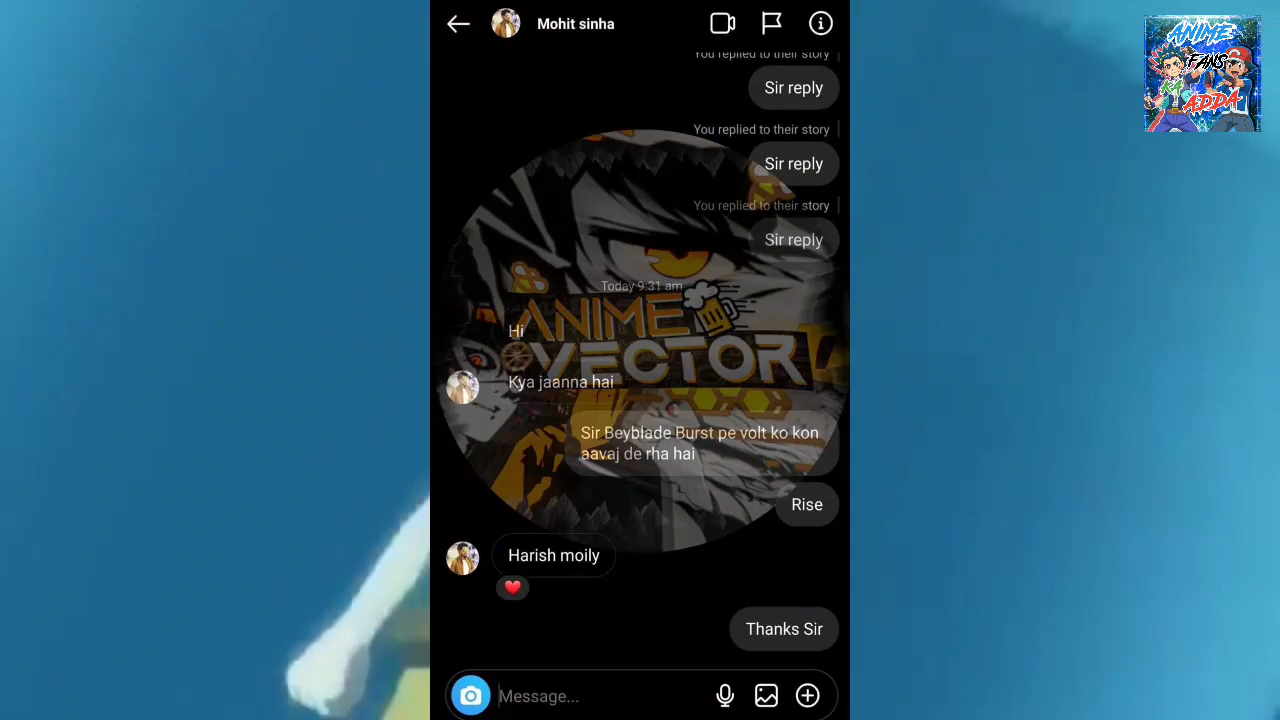 Mohit sinha
You replied to their story
Sir reply
You replied to their story
Sir reply
You replied to their story
Sir reply
Today 9:31 am
Hi
Kya jaanna hai
Sir Beyblade Burst pe volt ko kon
aavaj de rha hai
Rise
Harish moily
Thanks Sir
Message...
ANIME
VECTOR
ANIME
FANS
KA
ADDA